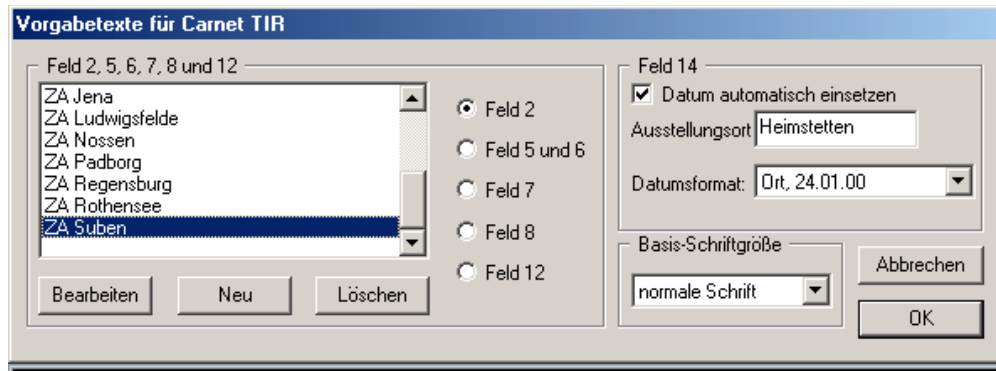 Vorgabetexte für Carnet TIR
Feld 2, 5, 6, 7, 8 und 12
ZA Jena
ZA Ludwigsfelde
ZA Nossen
ZA Padborg
ZA Regensburg
ZA Rothensee
ZA Suben
Feld 2
Feld 5 und 6
Feld 7
Feld 8
Feld 12
Bearbeiten
Neu
Löschen
Feld 14
Datum automatisch einsetzen
Ausstellungsort Heimstetten
Datumsformat: Ort, 24.01.00
Basis-Schriftgröße
normale Schrift
Abbrechen
OK